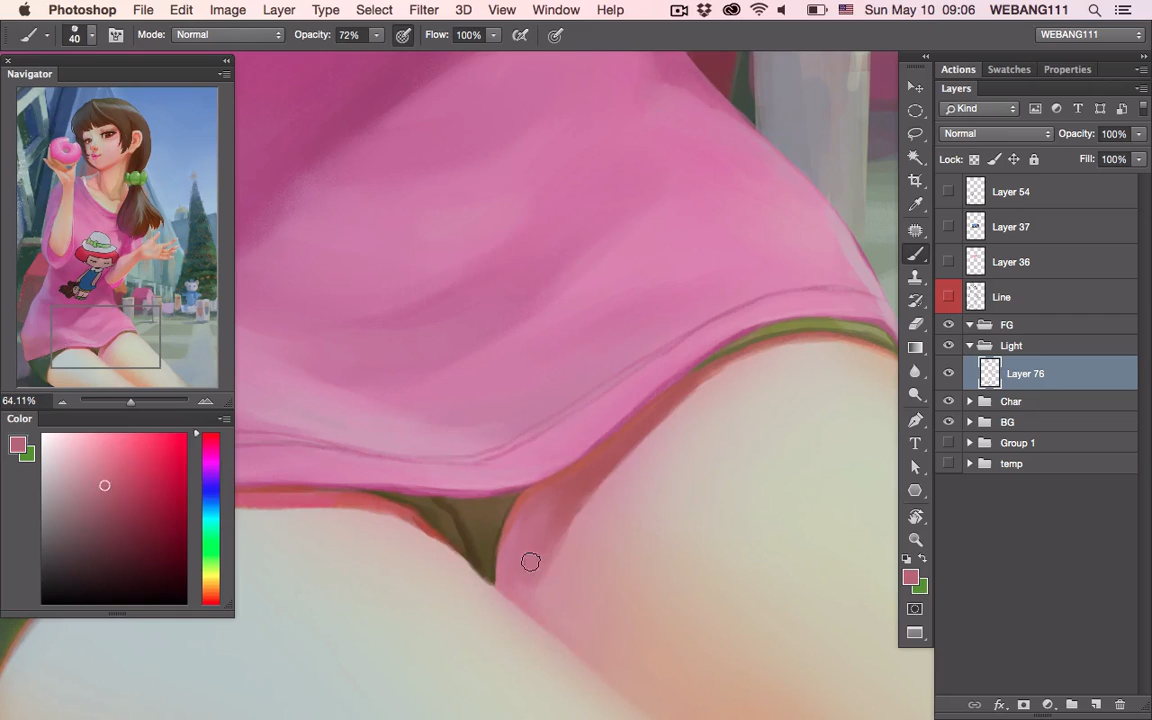 Photoshop File Edit Image Layer Type Select Filter 3D View Window Help Sun May 10 09:06 WEBANG111
40 Mode: Normal Opacity: 72% Flow: 100% WEBANG111
Navigator
64.11%
Color
Actions Swatches Properties
Layers
Kind
Normal Opacity: 100%
Lock: Fill: 100%
Layer 54
Layer 37
Layer 36
Line
FG
Light
Layer 76
Char
BG
Group 1
temp